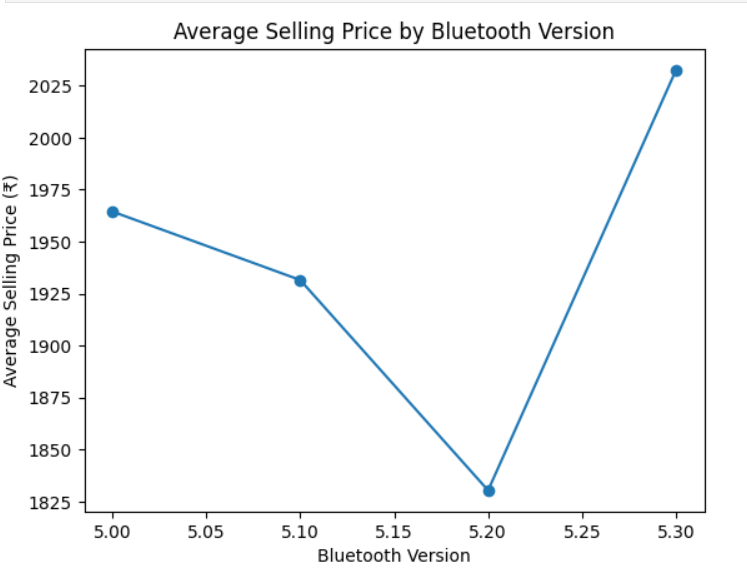 Average Selling Price by Bluetooth Version
Average Selling Price (₹)
2025
2000
1975
1950
1925
1900
1875
1850
1825
5.00 5.05 5.10 5.15 5.20 5.25 5.30
Bluetooth Version